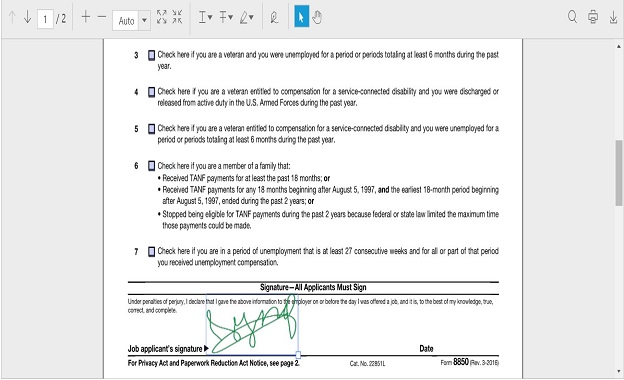 1 / 2
Auto
3 Check here if you are a veteran and you were unemployed for a period or periods totaling at least 6 months during the past
year.
4 Check here if you are a veteran entitled to compensation for a service-connected disability and you were discharged or
released from active duty in the U.S. Armed Forces during the past year.
5 Check here if you are a veteran entitled to compensation for a service-connected disability and you were unemployed for a
period or periods totaling at least 6 months during the past year.
6 Check here if you are a member of a family that:
• Received TANF payments for at least the past 18 months; or
• Received TANF payments for any 18 months beginning after August 5, 1997, and the earliest 18-month period beginning
after August 5, 1997, ended during the past 2 years; or
• Stopped being eligible for TANF payments during the past 2 years because federal or state law limited the maximum time
those payments could be made.
7 Check here if you are in a period of unemployment that is at least 27 consecutive weeks and for all or part of that period
you received unemployment compensation.
Signature—All Applicants Must Sign
Under penalties of perjury, I declare that I gave the above information to the employer on or before the day I was offered a job, and it is, to the best of my knowledge, true,
correct, and complete.
Job applicant's signature ▶ Date
For Privacy Act and Paperwork Reduction Act Notice, see page 2. Cat. No. 22851L Form 8850 (Rev. 3-2016)